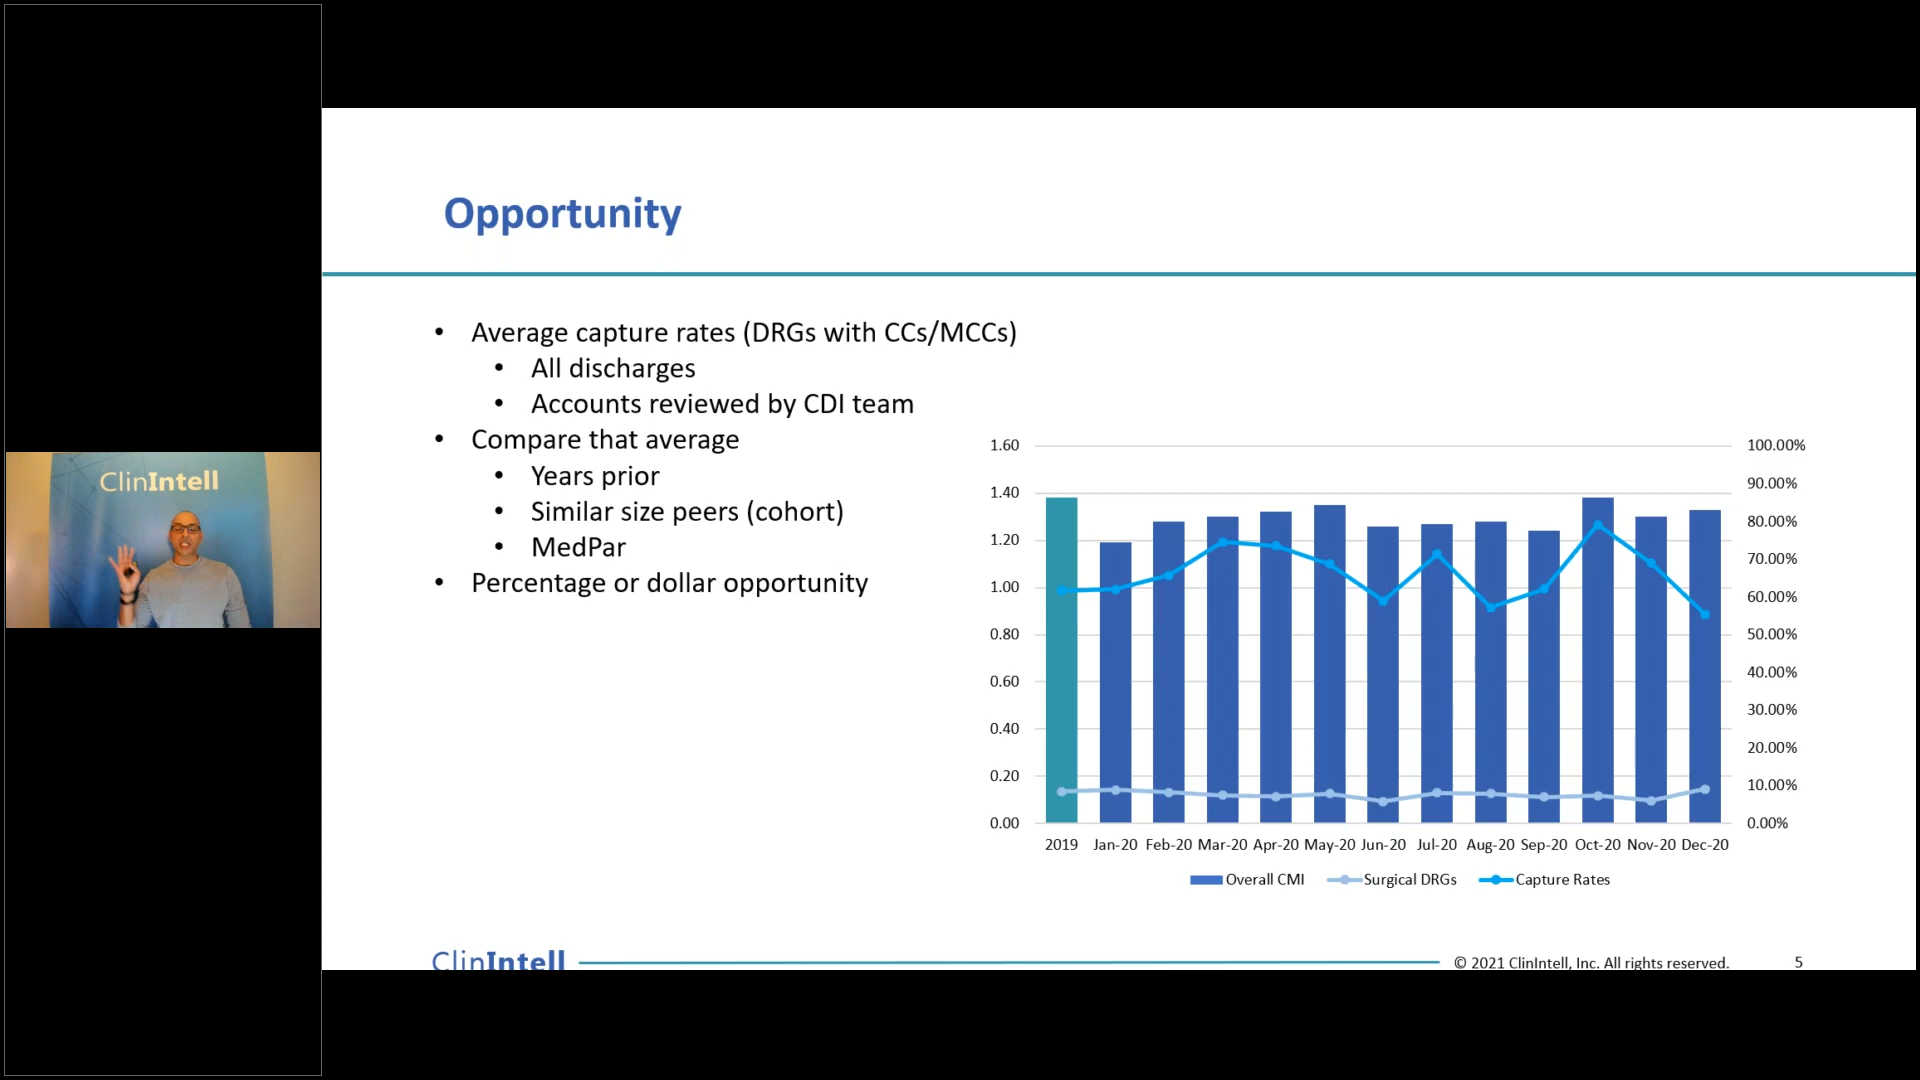 ClinIntell
Opportunity
• Average capture rates (DRGs with CCs/MCCs)
• All discharges
• Accounts reviewed by CDI team
• Compare that average
• Years prior
• Similar size peers (cohort)
• MedPar
• Percentage or dollar opportunity
1.60
1.40
1.20
1.00
0.80
0.60
0.40
0.20
0.00
100.00%
90.00%
80.00%
70.00%
60.00%
50.00%
40.00%
30.00%
20.00%
10.00%
0.00%
2019 Jan-20 Feb-20 Mar-20 Apr-20 May-20 Jun-20 Jul-20 Aug-20 Sep-20 Oct-20 Nov-20 Dec-20
Overall CMI Surgical DRGs Capture Rates
ClinIntell © 2021 ClinIntell, Inc. All rights reserved. 5